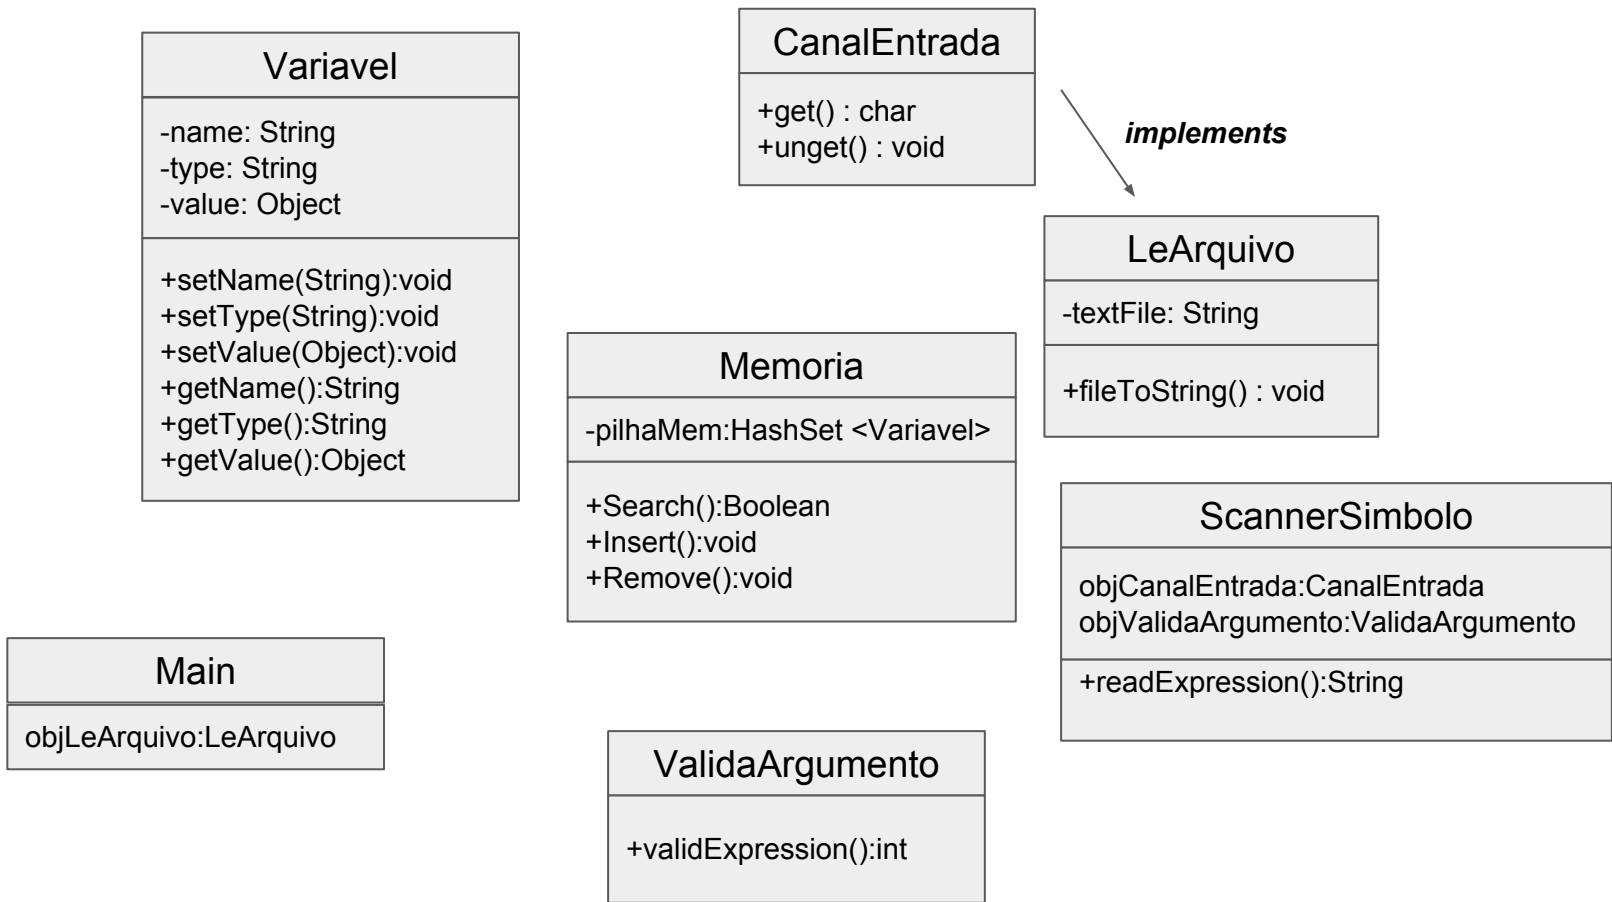 Variavel
-name: String
-type: String
-value: Object
+setName(String):void
+setType(String):void
+setValue(Object):void
+getName():String
+getType():String
+getValue():Object
CanalEntrada
+get() : char
+unget() : void
implements
LeArquivo
-textFile: String
+fileToString() : void
Memoria
-pilhaMem:HashSet <Variavel>
+Search():Boolean
+Insert():void
+Remove():void
ScannerSimbolo
objCanalEntrada:CanalEntrada
objValidaArgumento:ValidaArgumento
+readExpression():String
Main
objLeArquivo:LeArquivo
ValidaArgumento
+validExpression():int